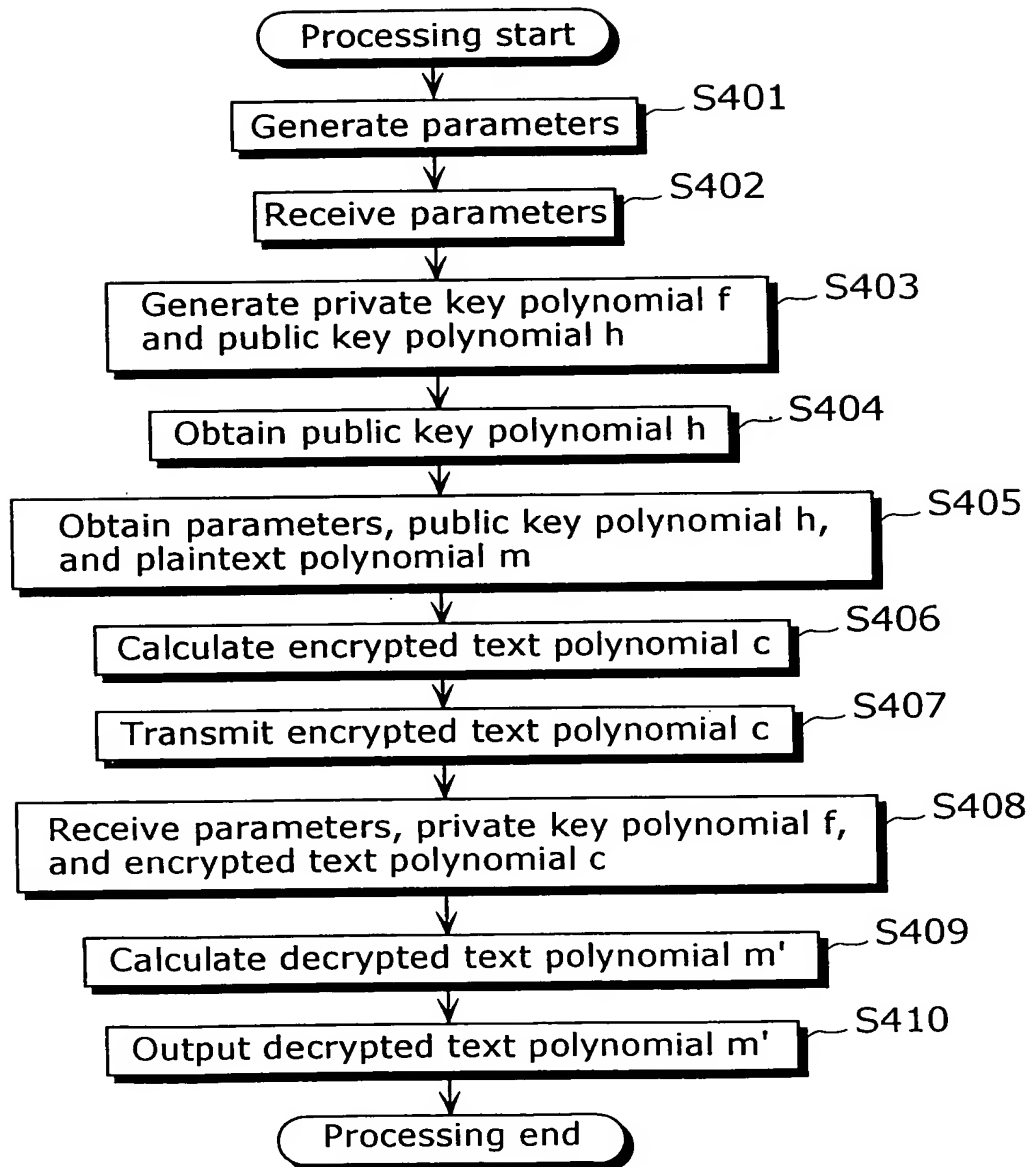 Processing start
S401
Generate parameters
S402
Receive parameters
S403
Generate private key polynomial f
and public key polynomial h
S404
Obtain public key polynomial h
S405
Obtain parameters, public key polynomial h,
and plaintext polynomial m
S406
Calculate encrypted text polynomial c
S407
Transmit encrypted text polynomial c
S408
Receive parameters, private key polynomial f,
and encrypted text polynomial c
S409
Calculate decrypted text polynomial m'
S410
Output decrypted text polynomial m'
Processing end